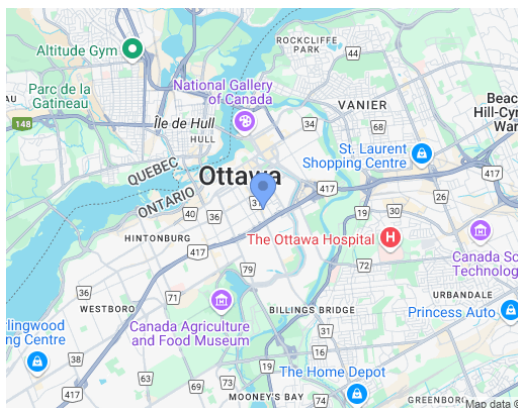 ROCKCLIFFE
PARK
Altitude Gym
44
National Gallery
of Canada
Parc de la
Gatineau
VANIER
Beac
Hill-Cyr
War
148
Île de Hull
34
68
HULL
St. Laurent
Shopping Centre
QUEBEC
Ottawa
417
417
ONTARIO
31
40
36
19
30
26
HINTONBURG
The Ottawa Hospital
H
417
Canada Sc
Technolog
79
72
36
71
URBANDALE
WESTBORO
BILLINGS BRIDGE
Canada Agriculture
and Food Museum
Princess Auto
rlingwood
ng Centre
31
19
16
63
The Home Depot
38
74
69
MOONEY'S BAY
GREENBORO
Map data ©